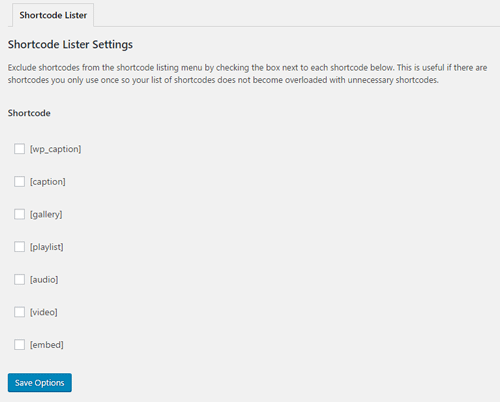 Shortcode Lister
Shortcode Lister Settings
Exclude shortcodes from the shortcode listing menu by checking the box next to each shortcode below. This is useful if there are
shortcodes you only use once so your list of shortcodes does not become overloaded with unnecessary shortcodes.
Shortcode
[wp_caption]
[caption]
[gallery]
[playlist]
[audio]
[video]
[embed]
Save Options